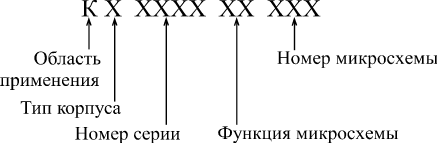 К Х ХХХХ ХХ ХХХ
Область применения
Номер микросхемы
Тип корпуса
Номер серии
Функция микросхемы